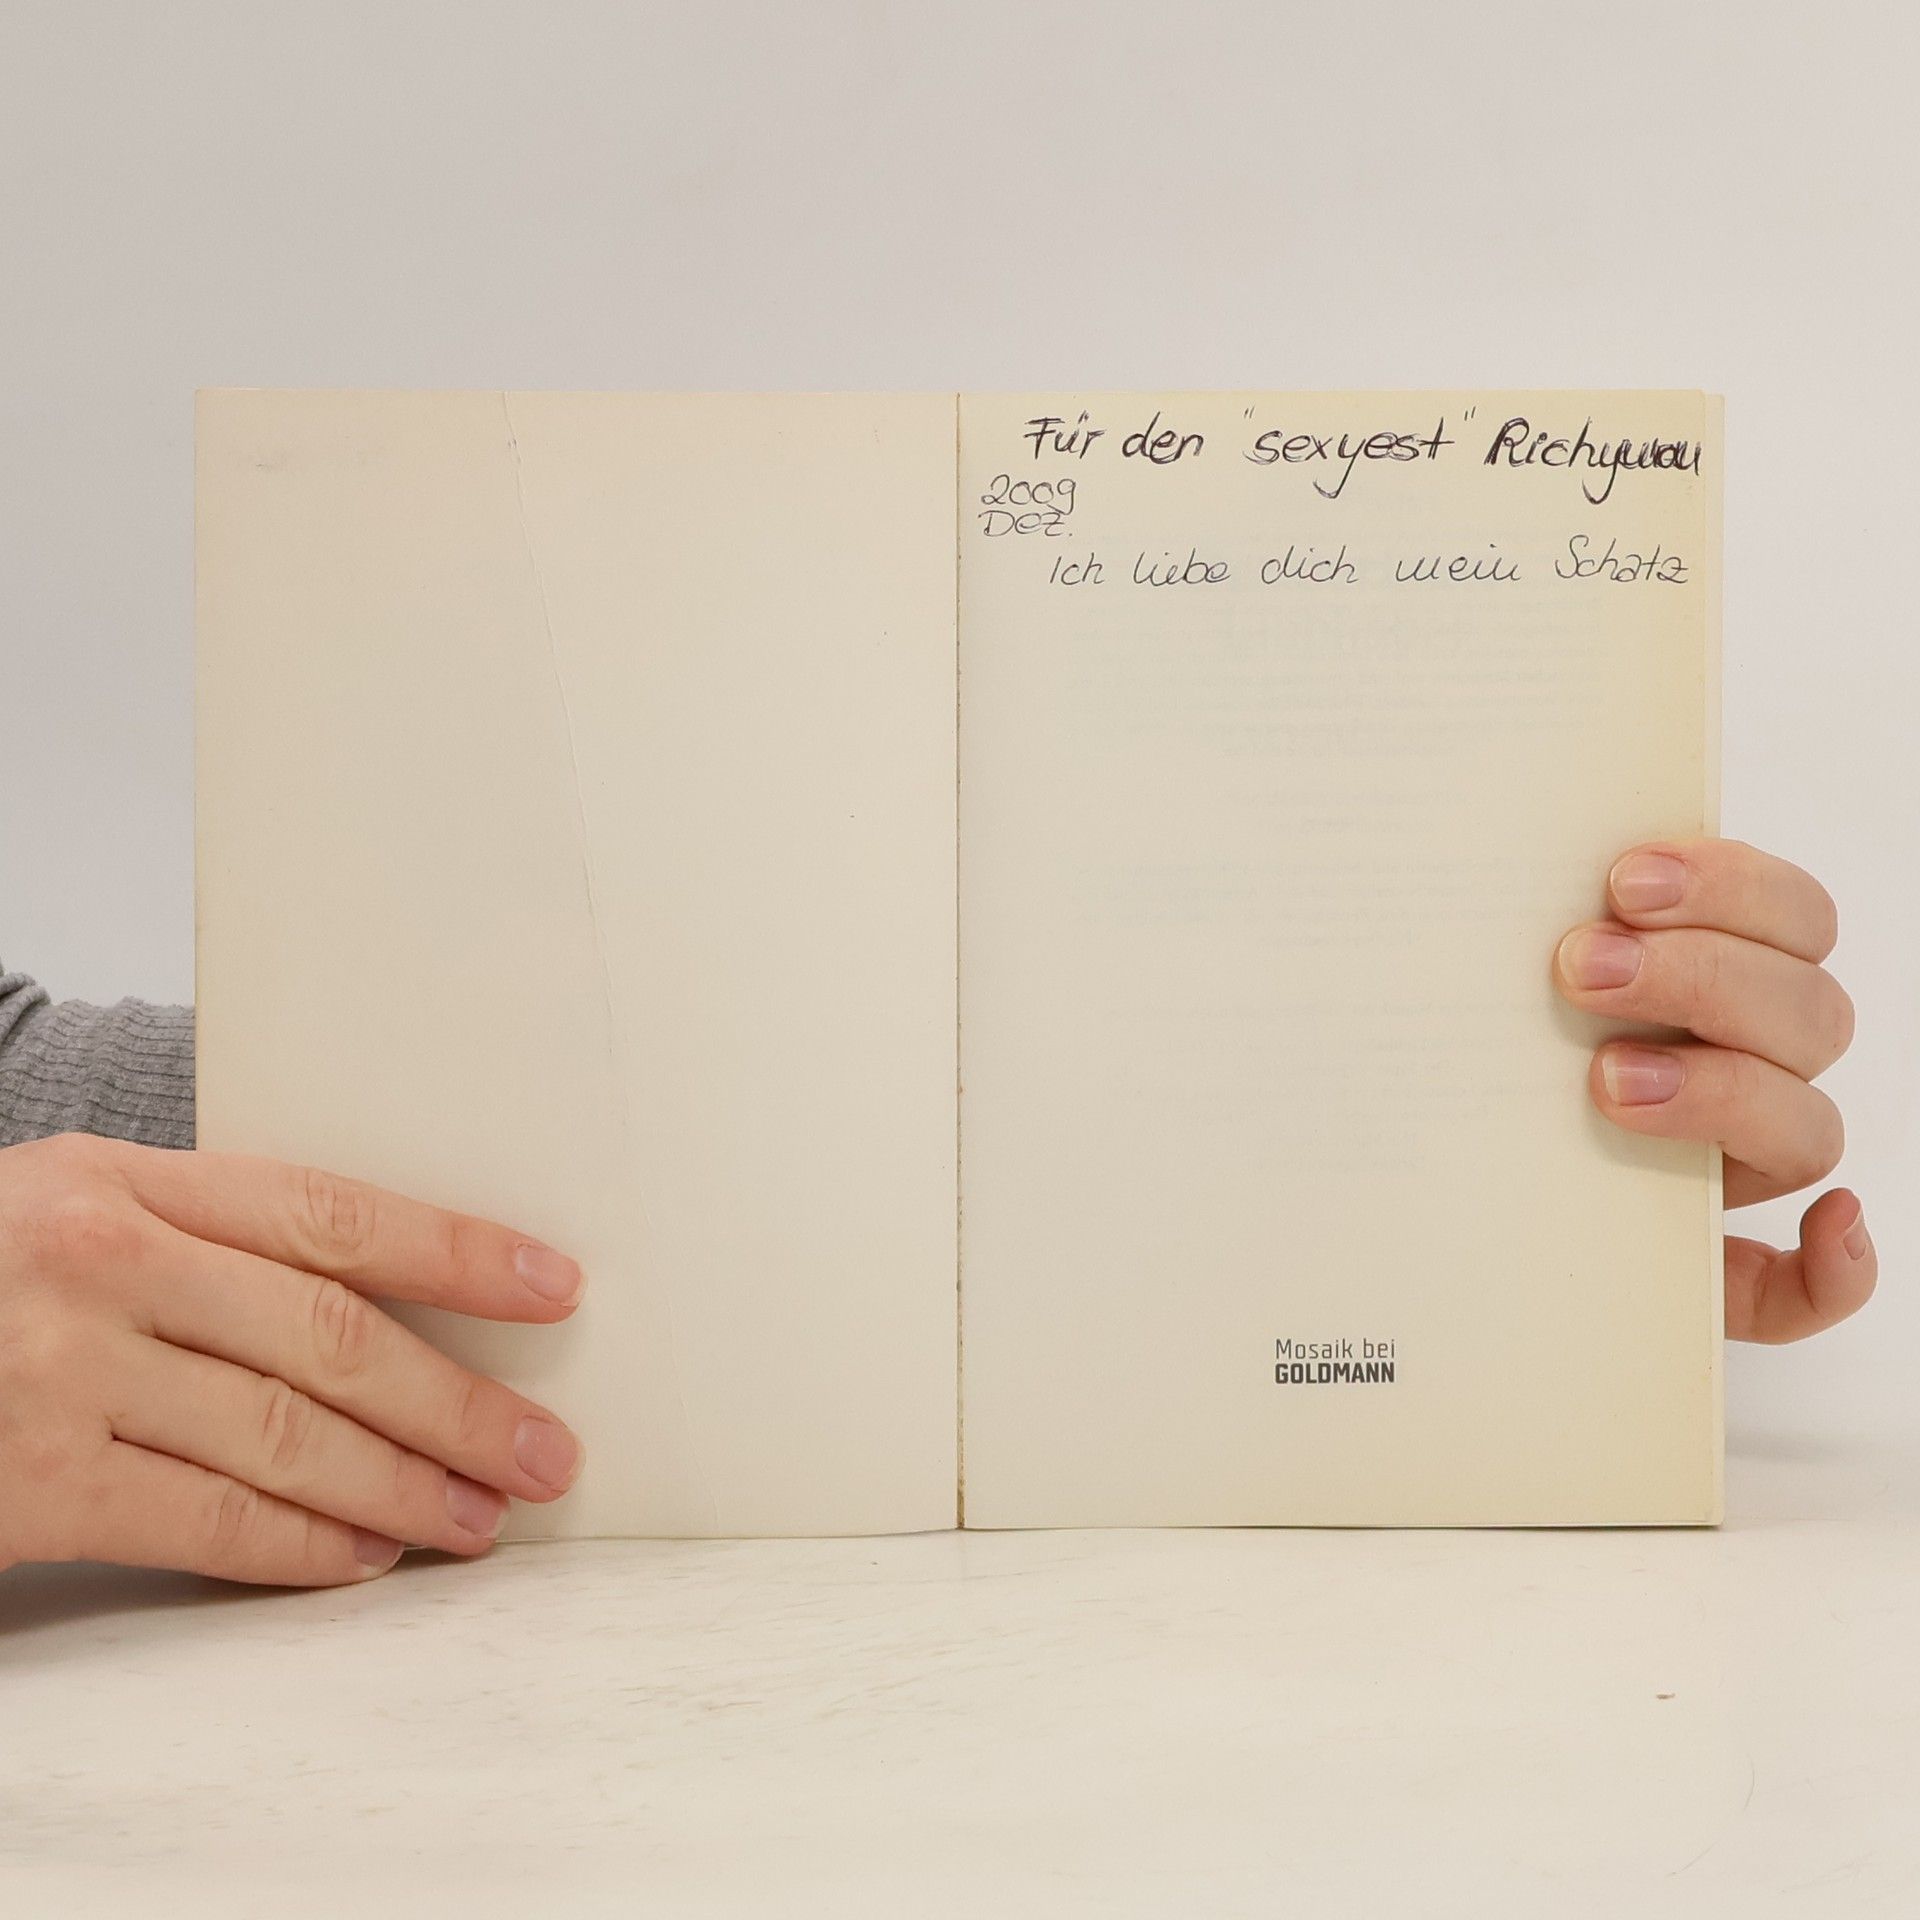 Für den "sexyest" Richyman
2009
Dez.
Ich liebe dich mein Schatz
Mosaik bei
GOLDMANN